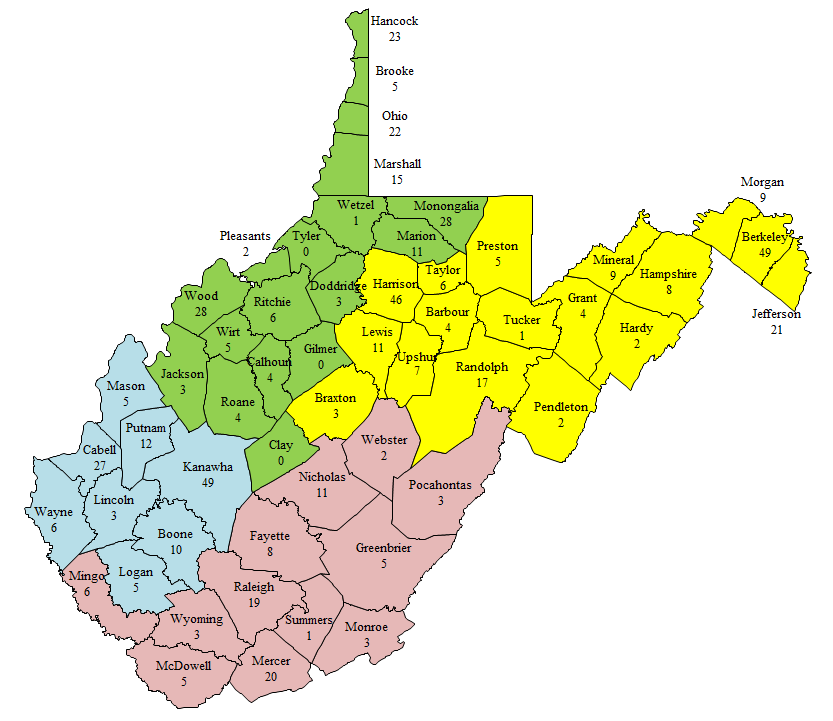 Hancock
23
Brooke
5
Ohio
22
Marshall
15
Wetzel
1
Monongalia
28
Marion
11
Pleasants
2
Tyler
0
Preston
5
Morgan
9
Berkeley
49
Jefferson
21
Mineral
9
Hampshire
8
Grant
4
Hardy
2
Taylor
6
Harrison
46
Doddridge
3
Wood
28
Ritchie
6
Wirt
5
Barbour
4
Tucker
1
Lewis
11
Upshur
7
Randolph
17
Gilmer
0
Calhoun
4
Jackson
3
Roane
4
Braxton
3
Pendleton
2
Mason
5
Putnam
12
Cabell
27
Kanawha
49
Clay
0
Webster
2
Nicholas
11
Pocahontas
3
Wayne
6
Lincoln
3
Boone
10
Fayette
8
Greenbrier
5
Mingo
6
Logan
5
Raleigh
19
Wyoming
3
Summers
1
Monroe
3
McDowell
5
Mercer
20